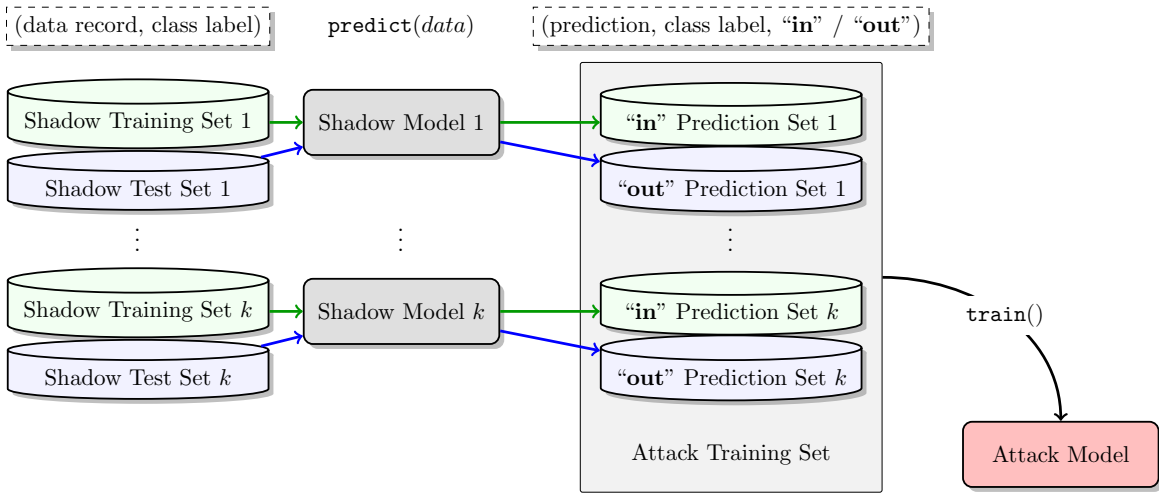 (data record, class label) predict(data) (prediction, class label, “in” / “out”)
Shadow Training Set 1 Shadow Model 1 “in” Prediction Set 1
Shadow Test Set 1 “out” Prediction Set 1
⋮ ⋮ ⋮
Shadow Training Set k Shadow Model k “in” Prediction Set k
train()
Shadow Test Set k “out” Prediction Set k
Attack Training Set Attack Model